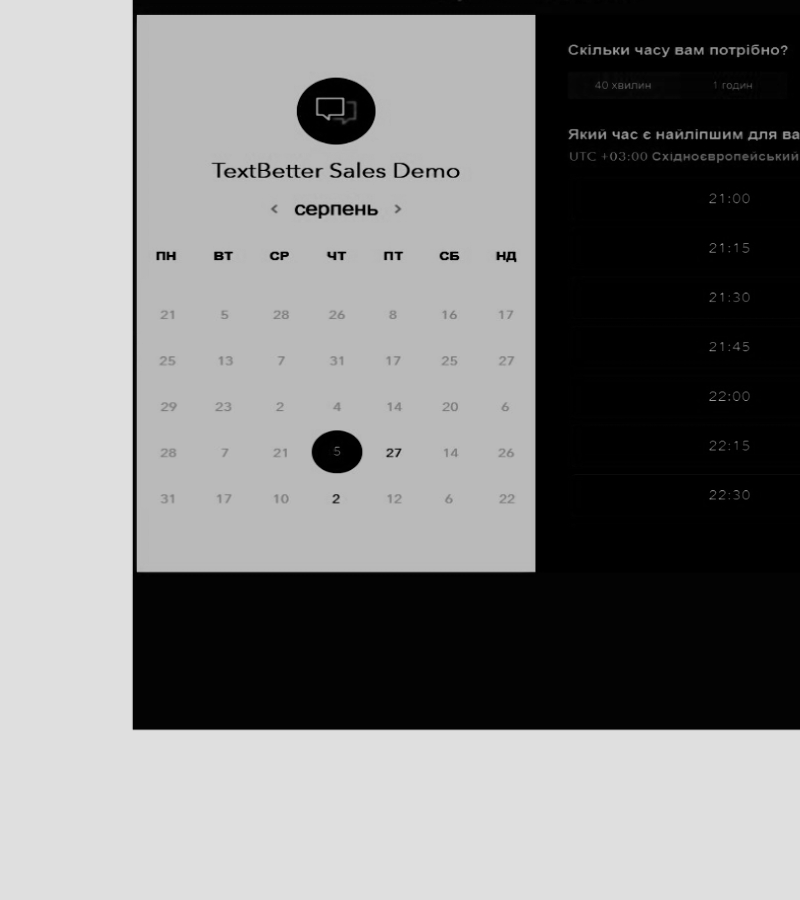 TextBetter Sales Demo
< серпень >
ПН ВТ СР ЧТ ПТ СБ НД
21 5 28 26 8 16 17
25 13 7 31 17 25 27
29 23 2 4 14 20 6
28 7 21 5 27 14 26
31 17 10 2 12 6 22
Скільки часу вам потрібно?
40 хвилин 1 годин
Який час є найліпшим для ва
UTC +03:00 Східноєвропейський
21:00
21:15
21:30
21:45
22:00
22:15
22:30